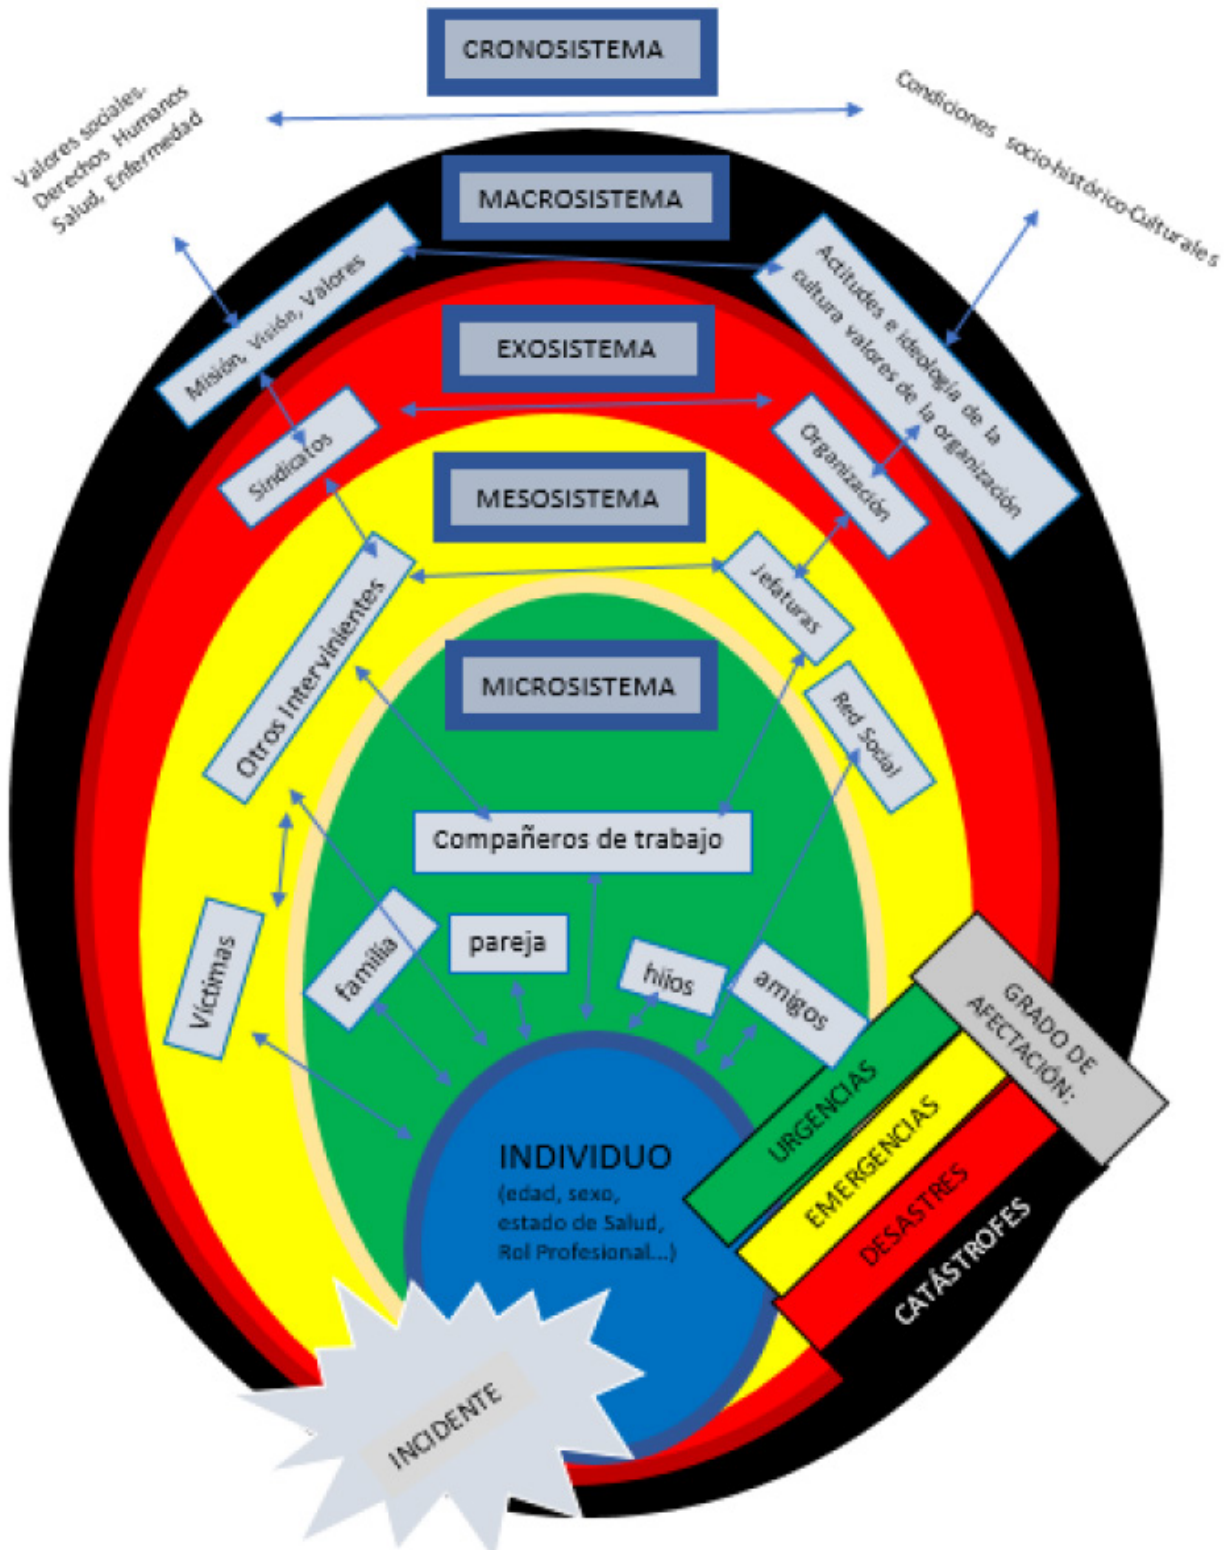 CRONOSISTEMA
Valores sociales.
Derechos Humanos
Salud, Enfermedad
Condiciones socio-histórico-Culturales
MACROSISTEMA
Misión, Visión, Valores
Actitudes e ideología de la
cultura valores de la organización
EXOSISTEMA
Sindicatos
Organización
MESOSISTEMA
Otros Intervinientes
Jefaturas
Red Social
MICROSISTEMA
Compañeros de trabajo
Víctimas
familia
pareja
hijos
amigos
GRADO DE
AFECTACIÓN:
URGENCIAS
EMERGENCIAS
DESASTRES
CATÁSTROFES
INDIVIDUO
(edad, sexo,
estado de Salud,
Rol Profesional...)
INCIDENTE